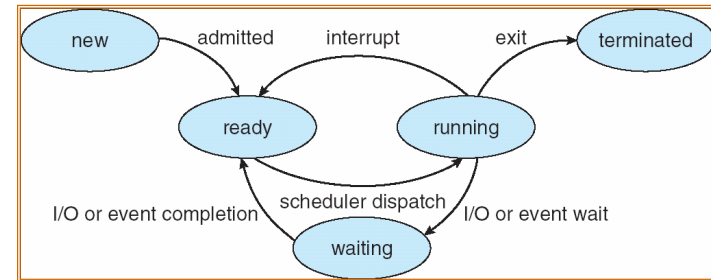 new
admitted
interrupt
exit
terminated
ready
running
I/O or event completion
scheduler dispatch
I/O or event wait
waiting